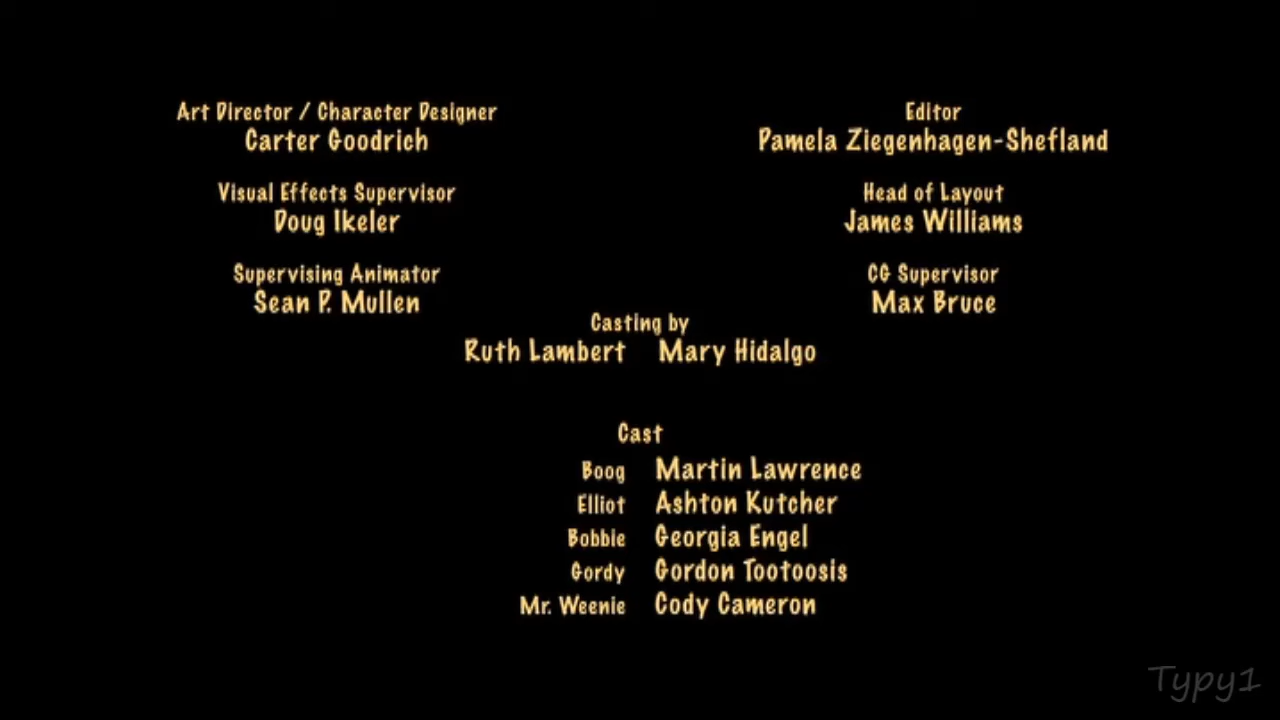 Art Director / Character Designer
Carter Goodrich
Visual Effects Supervisor
Doug Ikeler
Supervising Animator
Sean P. Mullen
Editor
Pamela Ziegenhagen-Shefland
Head of Layout
James Williams
CG Supervisor
Max Bruce
Casting by
Ruth Lambert Mary Hidalgo
Cast
Boog Martin Lawrence
Elliot Ashton Kutcher
Bobbie Georgia Engel
Gordy Gordon Tootoosis
Mr. Weenie Cody Cameron
Typy1